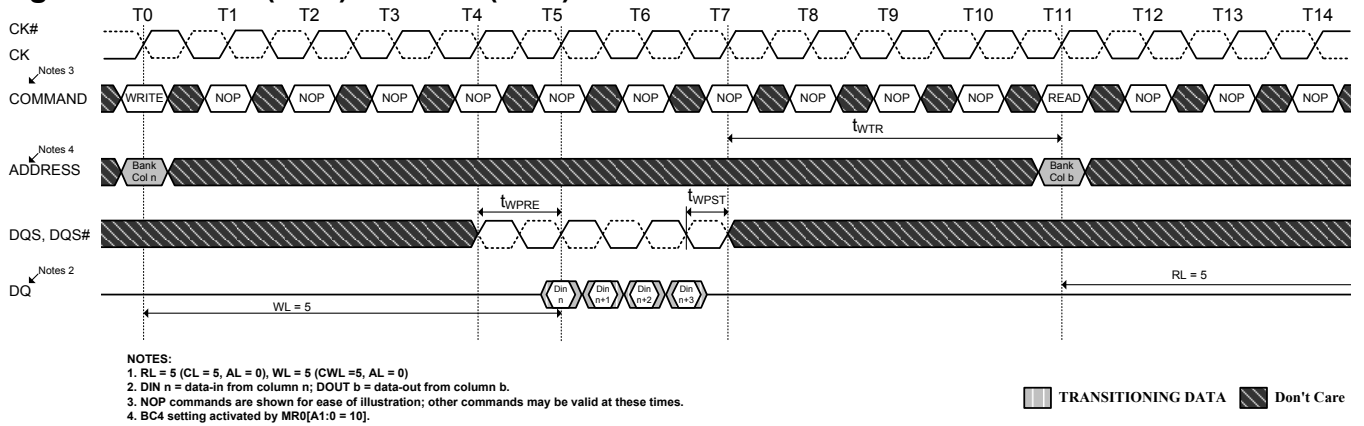 T0 T1 T2 T3 T4 T5 T6 T7 T8 T9 T10 T11 T12 T13 T14
CK#
CK
Notes 3
COMMAND
WRITE NOP NOP NOP NOP NOP NOP NOP NOP NOP NOP READ NOP NOP NOP
tWTR
Notes 4
ADDRESS
Bank
Col n
Bank
Col b
tWPRE
tWPST
DQS, DQS#
Notes 2
DQ
Din
n
Din
n+1
Din
n+2
Din
n+3
RL = 5
WL = 5
NOTES:
1. RL = 5 (CL = 5, AL = 0), WL = 5 (CWL =5, AL = 0)
2. DIN n = data-in from column n; DOUT b = data-out from column b.
3. NOP commands are shown for ease of illustration; other commands may be valid at these times.
4. BC4 setting activated by MR0[A1:0 = 10].
TRANSITIONING DATA
Don't Care